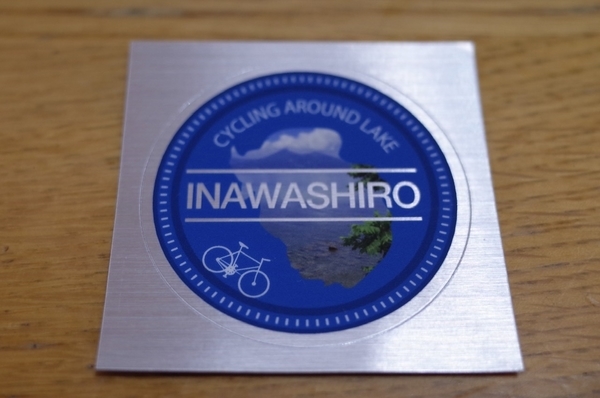 CYCLING AROUND LAKE
INAWASHIRO